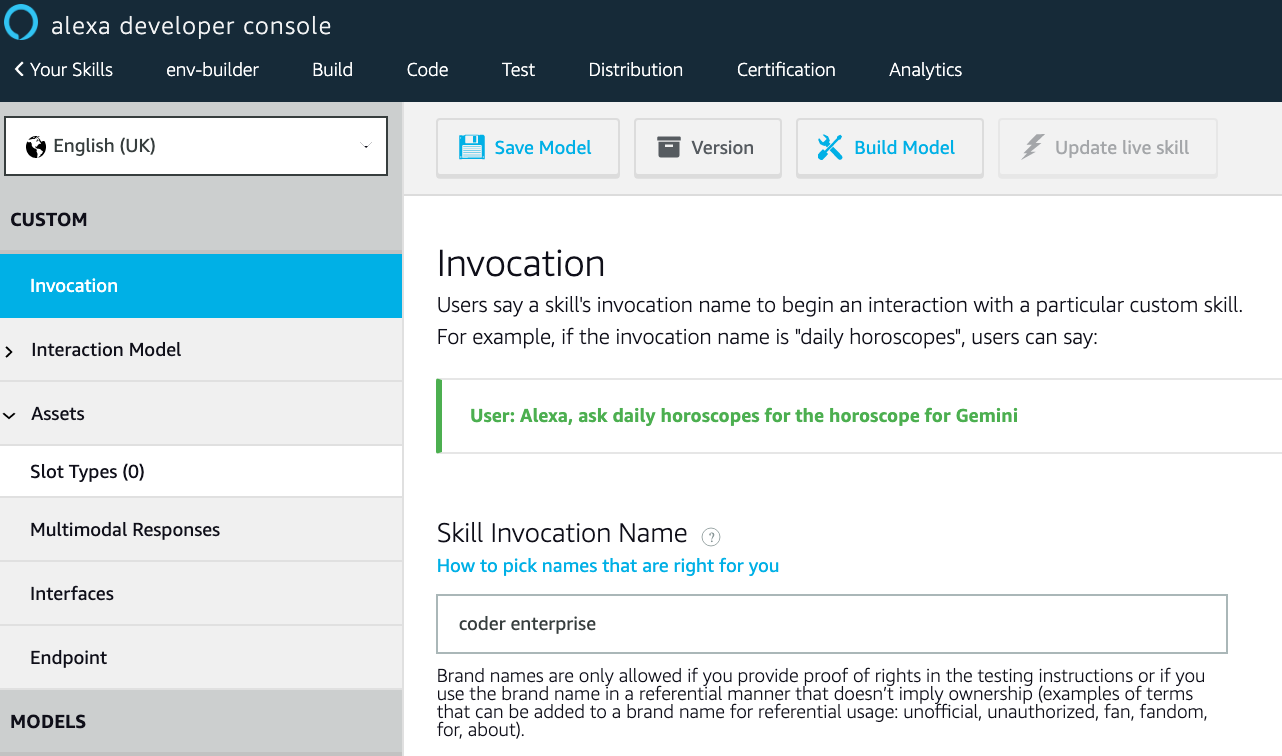 alexa developer console
Your Skills env-builder Build Code Test Distribution Certification Analytics
English (UK)
CUSTOM
Invocation
Interaction Model
Assets
Slot Types (0)
Multimodal Responses
Interfaces
Endpoint
MODELS
Save Model Version Build Model Update live skill
Invocation
Users say a skill's invocation name to begin an interaction with a particular custom skill.
For example, if the invocation name is "daily horoscopes", users can say:
User: Alexa, ask daily horoscopes for the horoscope for Gemini
Skill Invocation Name ?
How to pick names that are right for you
coder enterprise
Brand names are only allowed if you provide proof of rights in the testing instructions or if you
use the brand name in a referential manner that doesn’t imply ownership (examples of terms
that can be added to a brand name for referential usage: unofficial, unauthorized, fan, fandom,
for, about).